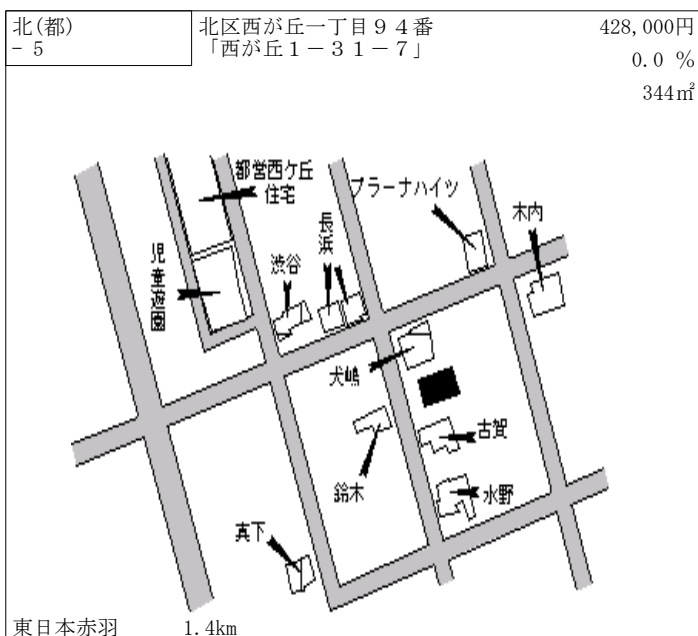 北(都)
- 5
北区西が丘一丁目９４番
「西が丘１－３１－７」
428,000円
0.0 %
344㎡
都営西ケ丘
住宅
プラーナハイツ
木内
児童遊園
渋谷
長浜
犬嶋
古賀
鈴木
水野
真下
東日本赤羽 1.4km